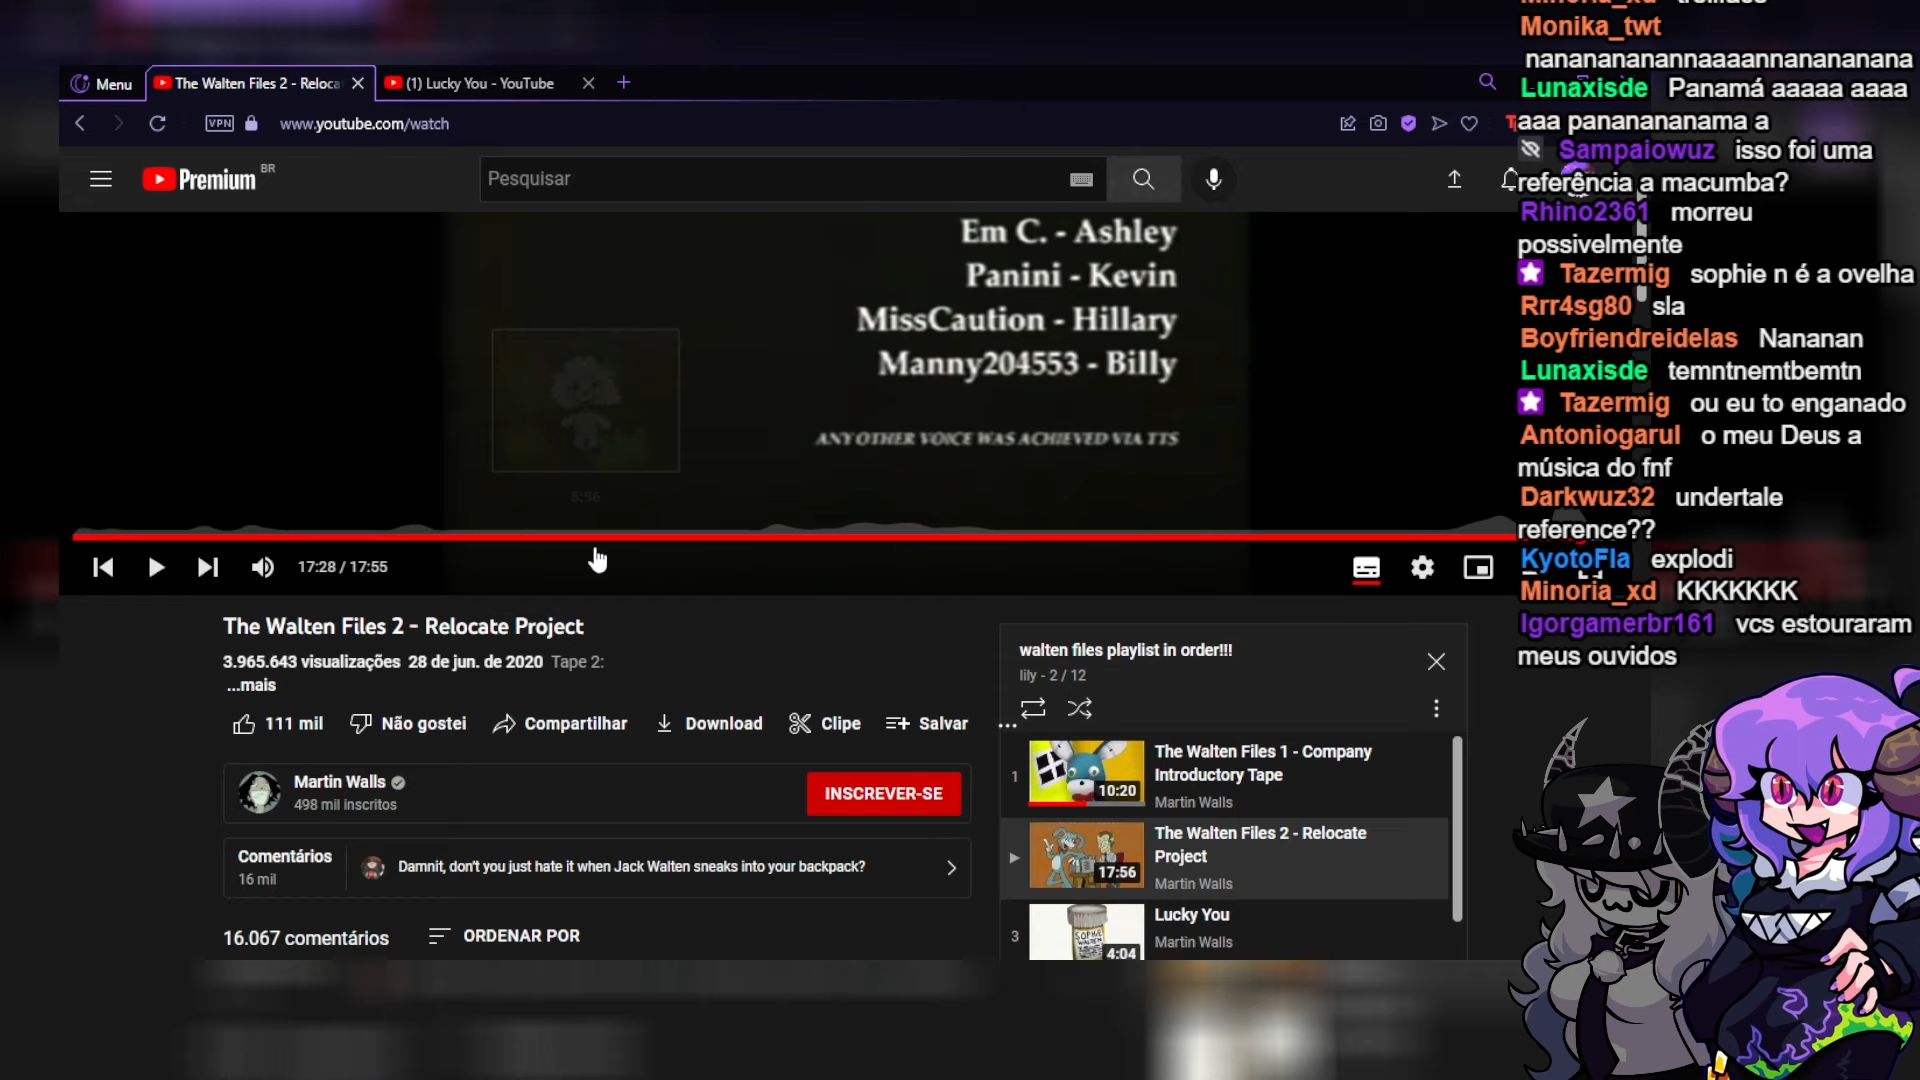 Monika_twt
nananananannaaaannanananana
Lunaxisde Panamá aaaaa aaaa
aaa panananaanama a
Sampaiowuz isso foi uma
referência a macumba?
Rhino2361 morreu
possivelmente
Tazermig sophie n é a ovelha
Rrr4sg80 sla
Boyfriendreidelas Nananan
Lunaxisde temntnemtbemtn
Tazermig ou eu to enganado
Antoniogarul o meu Deus a
música do fnf
Darkwuz32 undertale
reference??
KyotoFla explodi
Minoria_xd KKKKKKK
Igorgamerbr161 vcs estouraram
meus ouvidos
Menu
The Walten Files 2 - Reloca
(1) Lucky You - YouTube
VPN
www.youtube.com/watch
Premium BR
Pesquisar
Em C. - Ashley
Panini - Kevin
MissCaution - Hillary
Manny204553 - Billy
ANY OTHER VOICE WAS ACHIEVED VIA TTS
5:56
17:28 / 17:55
The Walten Files 2 - Relocate Project
3.965.643 visualizações 28 de jun. de 2020 Tape 2:
...mais
111 mil Não gostei Compartilhar Download Clipe Salvar
Martin Walls
498 mil inscritos
INSCREVER-SE
Comentários
16 mil
Damnit, don't you just hate it when Jack Walten sneaks into your backpack?
16.067 comentários
ORDENAR POR
walten files playlist in order!!!
lily - 2 / 12
1
10:20
The Walten Files 1 - Company
Introductory Tape
Martin Walls
17:56
The Walten Files 2 - Relocate
Project
Martin Walls
3
SOPHIE
WALTEN
4:04
Lucky You
Martin Walls